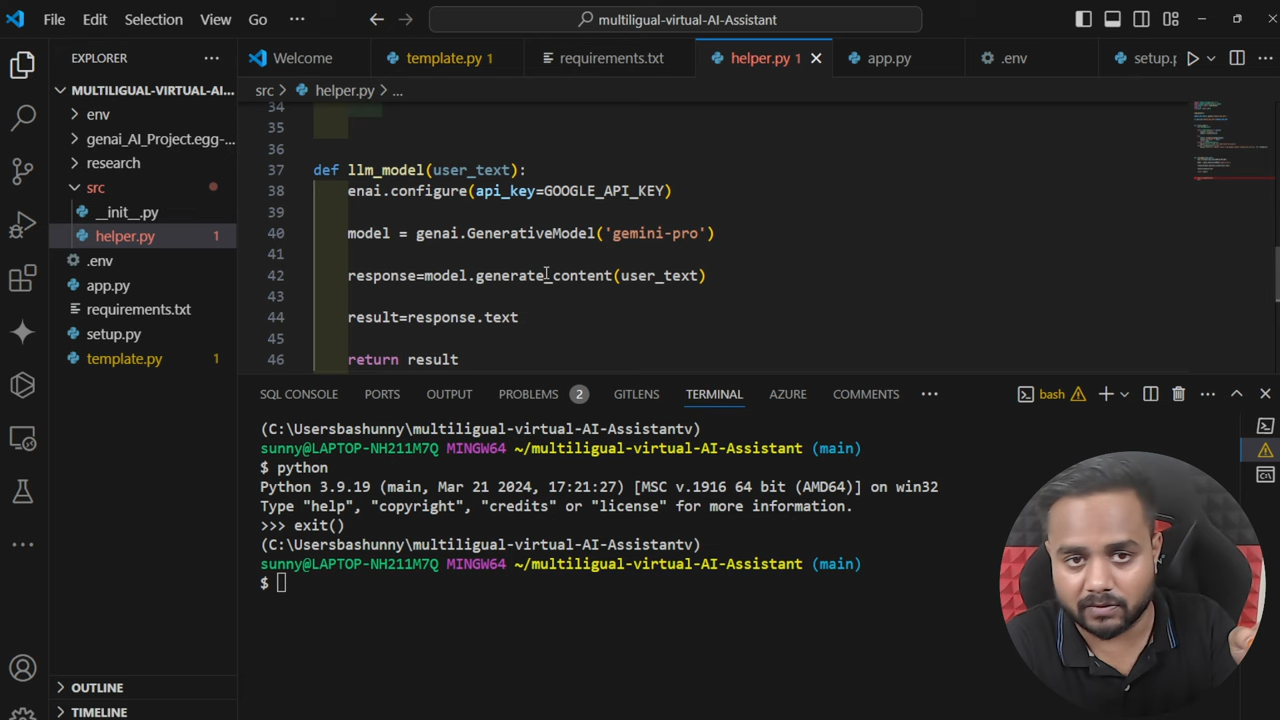 File Edit Selection View Go ··· multiligual-virtual-AI-Assistant
EXPLORER ···
MULTILIGUAL-VIRTUAL-AI-...
env
genai_AI_Project.egg-...
research
src
__init__.py
helper.py 1
.env
app.py
requirements.txt
setup.py
template.py 1
OUTLINE
TIMELINE
Welcome template.py 1 requirements.txt helper.py 1 app.py .env setup.p ···
src > helper.py > ...
34
35
36
37 def llm_model(user_text):
38 enai.configure(api_key=GOOGLE_API_KEY)
39
40 model = genai.GenerativeModel('gemini-pro')
41
42 response=model.generate_content(user_text)
43
44 result=response.text
45
46 return result
SQL CONSOLE PORTS OUTPUT PROBLEMS 2 GITLENS TERMINAL AZURE COMMENTS ··· bash ···
(C:\Usersbashunny\multiligual-virtual-AI-Assistantv)
sunny@LAPTOP-NH211M7Q MINGW64 ~/multiligual-virtual-AI-Assistant (main)
$ python
Python 3.9.19 (main, Mar 21 2024, 17:21:27) [MSC v.1916 64 bit (AMD64)] on win32
Type "help", "copyright", "credits" or "license" for more information.
>>> exit()
(C:\Usersbashunny\multiligual-virtual-AI-Assistantv)
sunny@LAPTOP-NH211M7Q MINGW64 ~/multiligual-virtual-AI-Assistant (main)
$